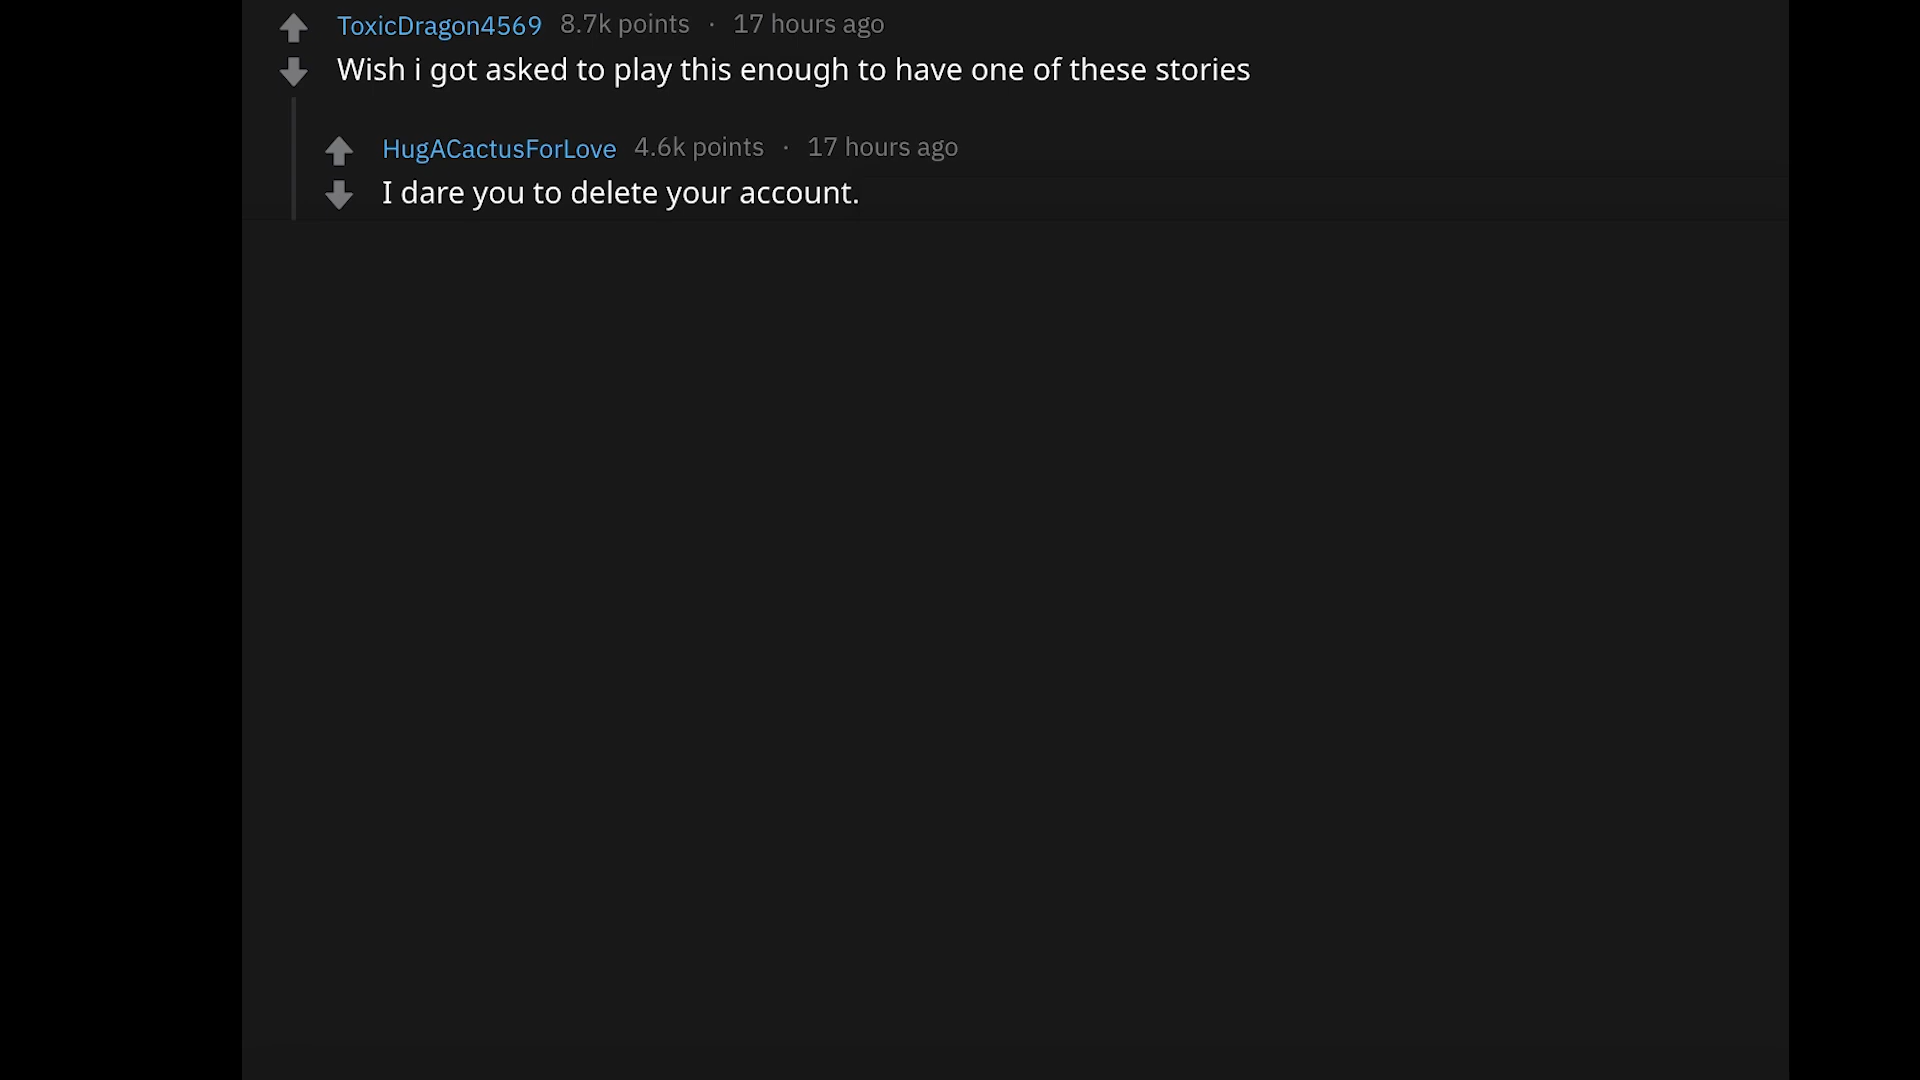 ToxicDragon4569 8.7k points · 17 hours ago
Wish i got asked to play this enough to have one of these stories
HugACactusForLove 4.6k points · 17 hours ago
I dare you to delete your account.